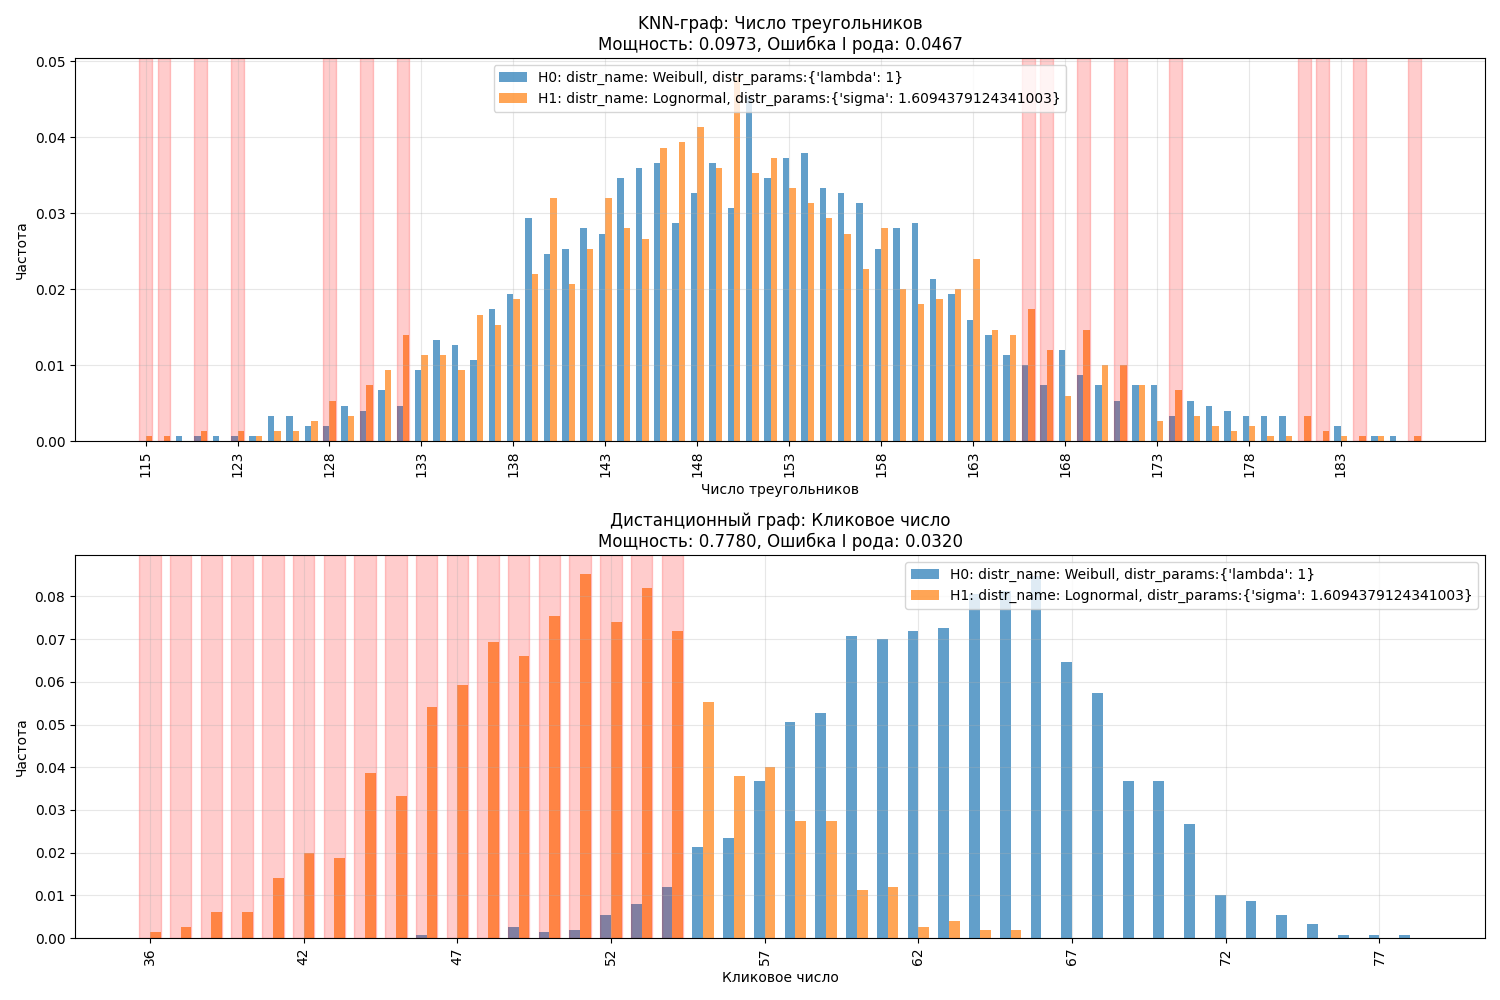 KNN-граф: Число треугольников
Мощность: 0.0973, Ошибка I рода: 0.0467
H0: distr_name: Weibull, distr_params:{'lambda': 1}
H1: distr_name: Lognormal, distr_params:{'sigma': 1.6094379124341003}
Частота
0.05
0.04
0.03
0.02
0.01
0.00
115 123 128 133 138 143 148 153 158 163 168 173 178 183
Число треугольников
Дистанционный граф: Кликовое число
Мощность: 0.7780, Ошибка I рода: 0.0320
H0: distr_name: Weibull, distr_params:{'lambda': 1}
H1: distr_name: Lognormal, distr_params:{'sigma': 1.6094379124341003}
Частота
0.08
0.07
0.06
0.05
0.04
0.03
0.02
0.01
0.00
36 42 47 52 57 62 67 72 77
Кликовое число